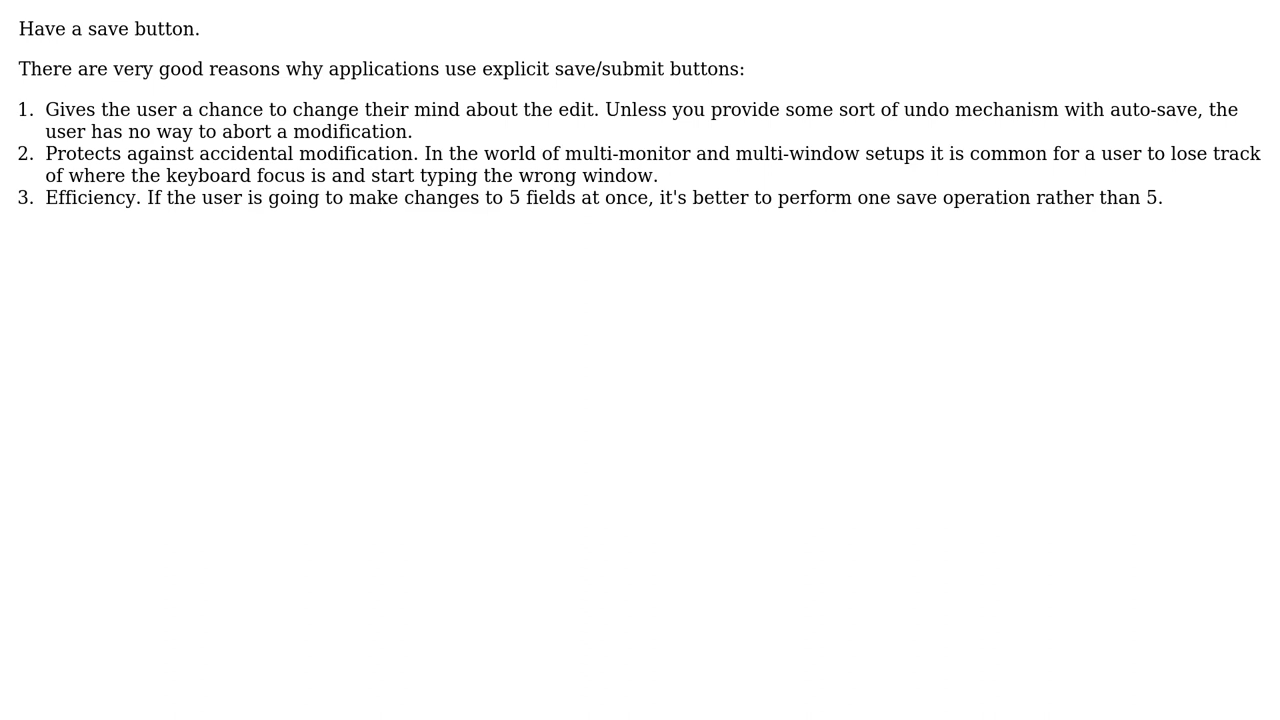 Have a save button.
There are very good reasons why applications use explicit save/submit buttons:
1. Gives the user a chance to change their mind about the edit. Unless you provide some sort of undo mechanism with auto-save, the
user has no way to abort a modification.
2. Protects against accidental modification. In the world of multi-monitor and multi-window setups it is common for a user to lose track
of where the keyboard focus is and start typing the wrong window.
3. Efficiency. If the user is going to make changes to 5 fields at once, it's better to perform one save operation rather than 5.